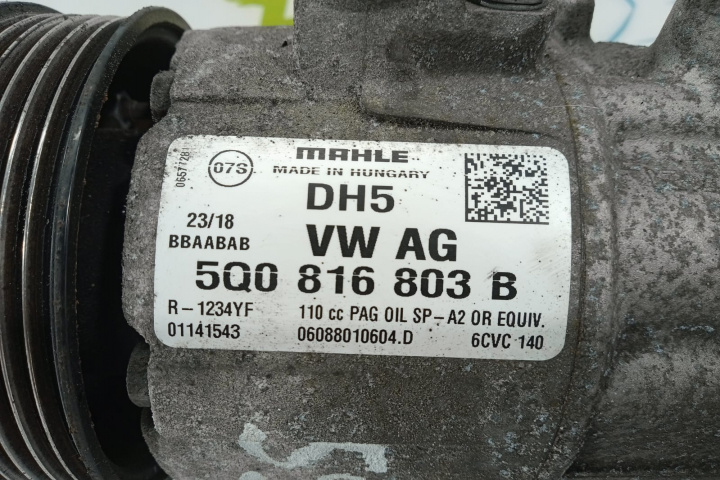 0657728
07S
MAHLE
MADE IN HUNGARY
DH5
23/18
BBAABAB
VW AG
5Q0 816 803 B
R-1234YF
110 cc PAG OIL SP-A2 OR EQUIV.
01141543
06088010604.D
6CVC 140